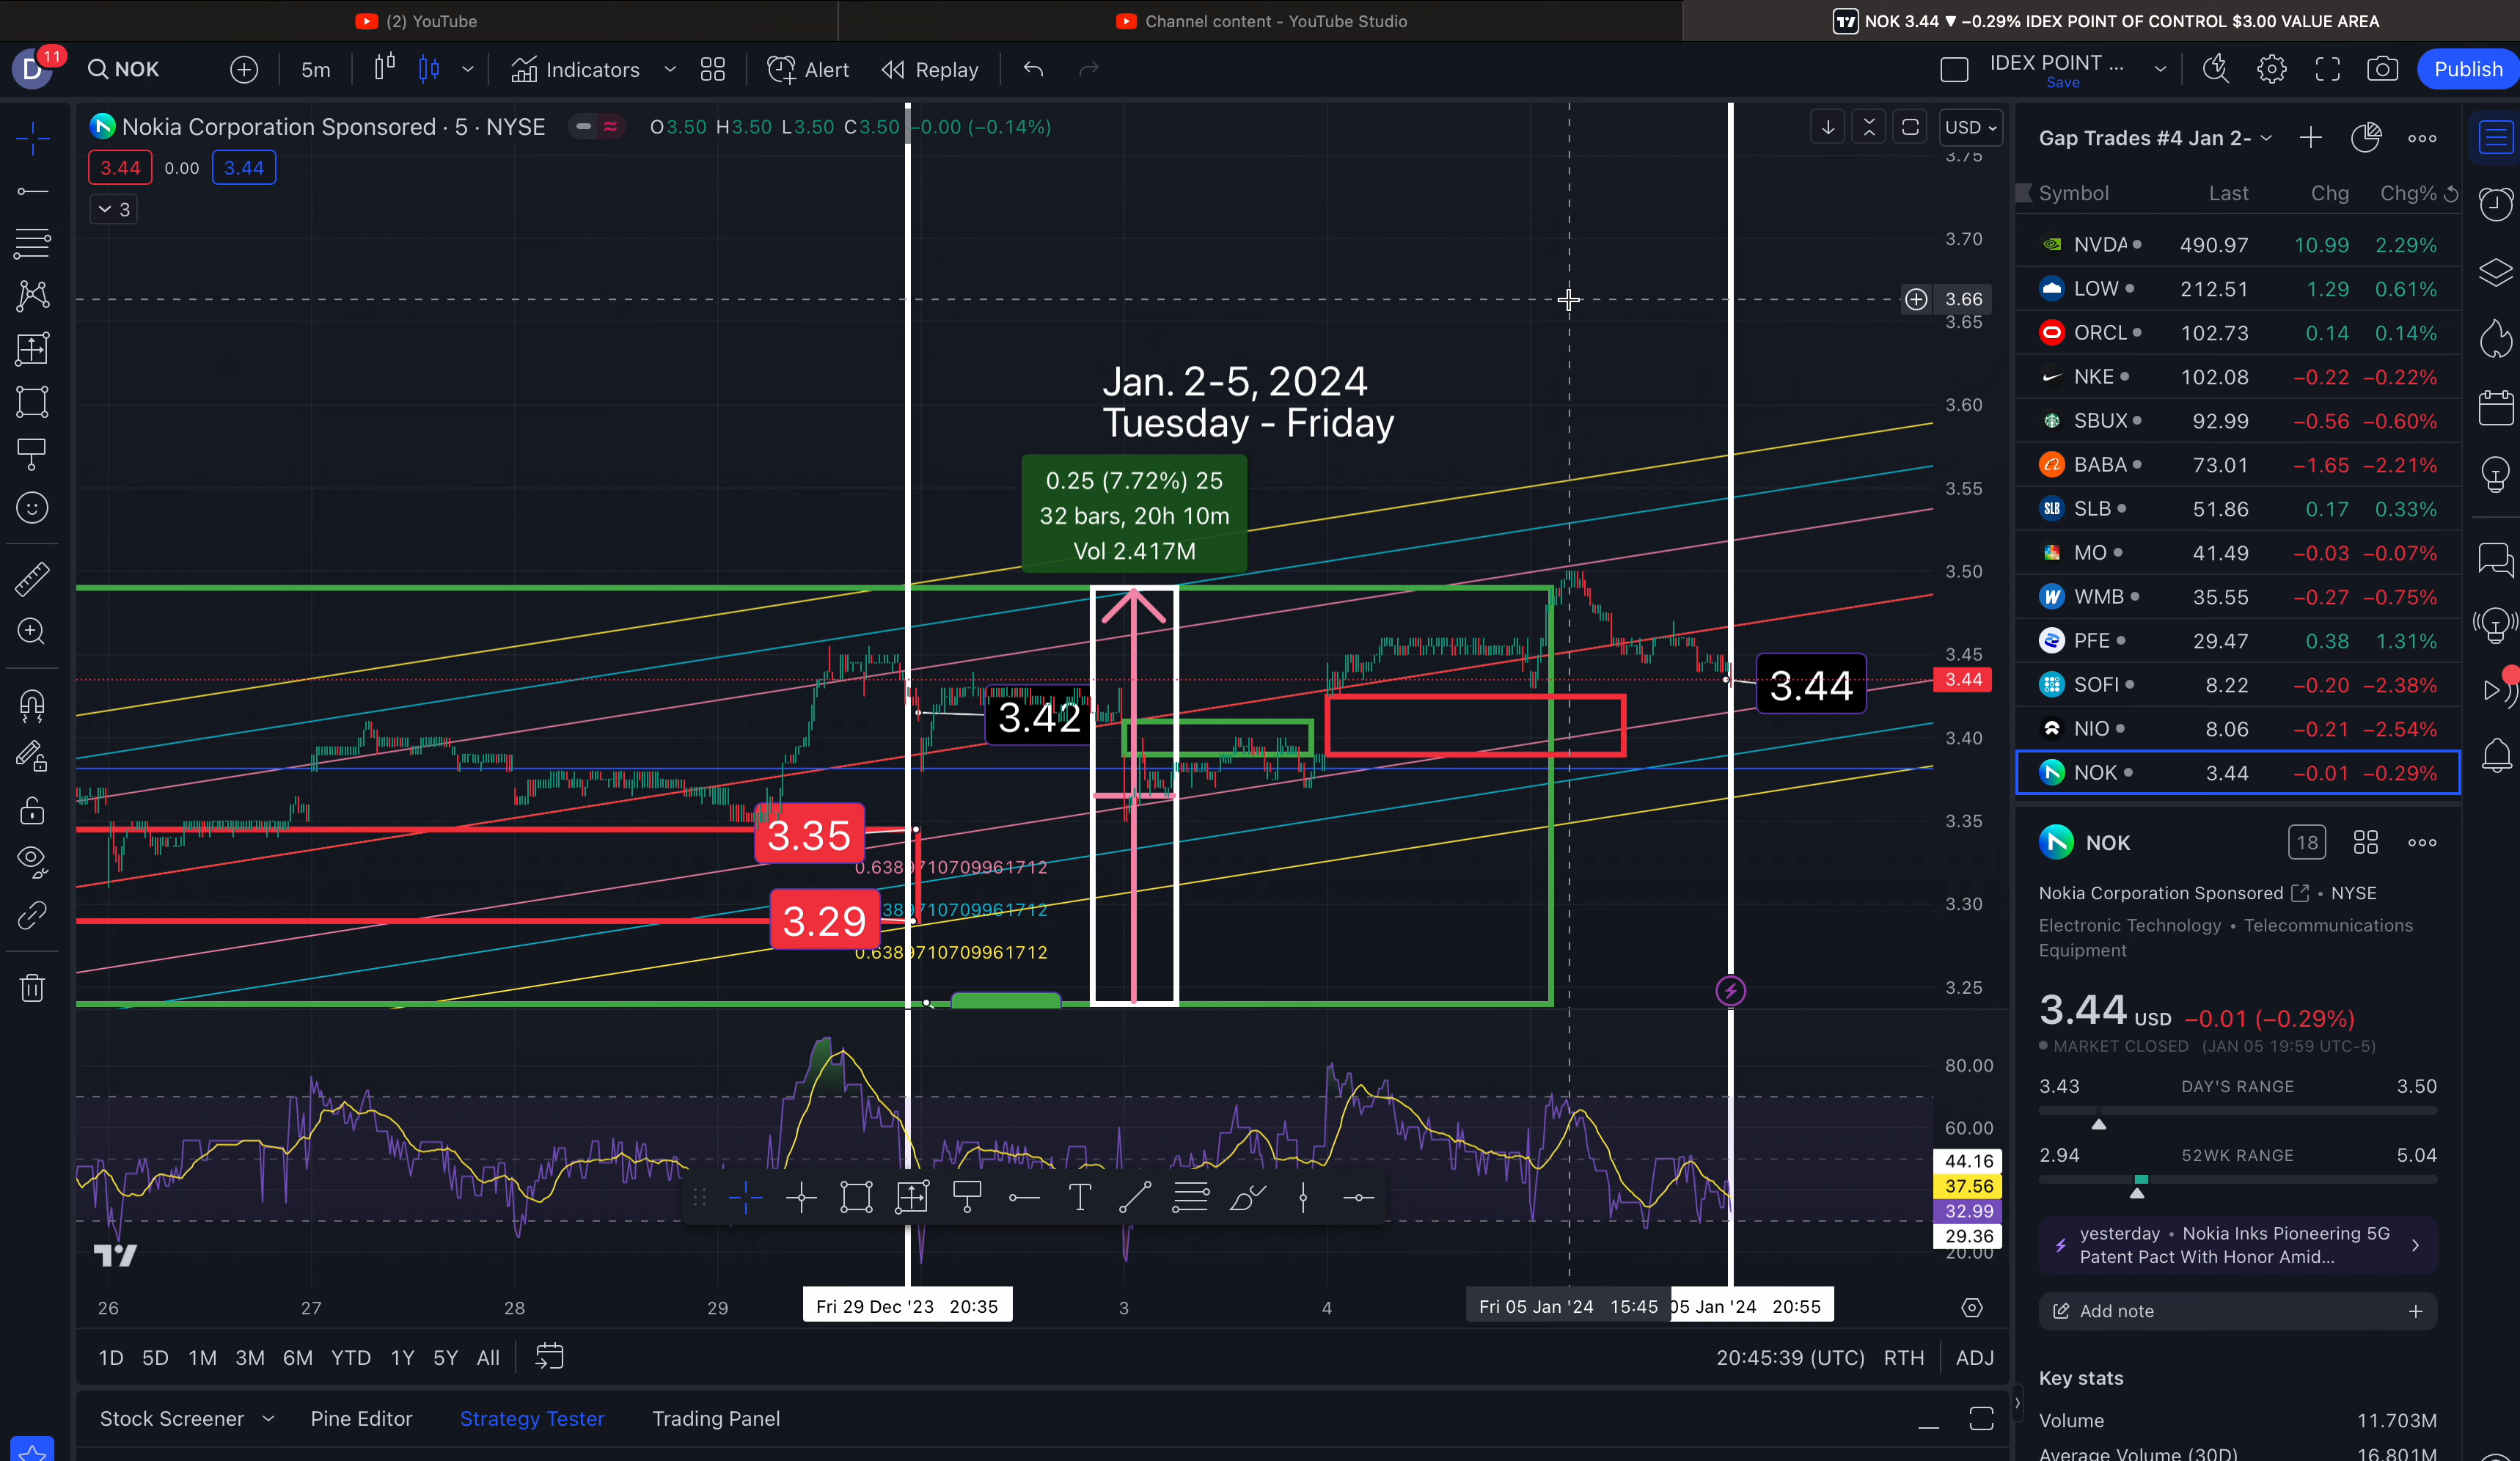 (2) YouTube
Channel content - YouTube Studio
NOK 3.44 ▼ −0.29% IDEX POINT OF CONTROL $3.00 VALUE AREA
D 11
NOK
5m
Indicators
Alert
Replay
IDEX POINT ...
Save
Publish
Nokia Corporation Sponsored · 5 · NYSE
O3.50 H3.50 L3.50 C3.50 −0.00 (−0.14%)
USD
3.44 0.00 3.44
3
3.75
3.70
3.66
3.65
3.60
3.55
3.50
3.45
3.44
3.40
3.35
3.30
3.25
Jan. 2-5, 2024
Tuesday - Friday
0.25 (7.72%) 25
32 bars, 20h 10m
Vol 2.417M
3.42
3.44
3.35
3.29
0.6389710709961712
389710709961712
0.6389710709961712
80.00
60.00
44.16
37.56
32.99
29.36
20.00
26 27 28 29 Fri 29 Dec '23 20:35 3 4 Fri 05 Jan '24 15:45 05 Jan '24 20:55
1D 5D 1M 3M 6M YTD 1Y 5Y All
20:45:39 (UTC) RTH ADJ
Stock Screener Pine Editor Strategy Tester Trading Panel
Gap Trades #4 Jan 2-
Symbol Last Chg Chg%
NVDA 490.97 10.99 2.29%
LOW 212.51 1.29 0.61%
ORCL 102.73 0.14 0.14%
NKE 102.08 −0.22 −0.22%
SBUX 92.99 −0.56 −0.60%
BABA 73.01 −1.65 −2.21%
SLB 51.86 0.17 0.33%
MO 41.49 −0.03 −0.07%
WMB 35.55 −0.27 −0.75%
PFE 29.47 0.38 1.31%
SOFI 8.22 −0.20 −2.38%
NIO 8.06 −0.21 −2.54%
NOK 3.44 −0.01 −0.29%
NOK
18
Nokia Corporation Sponsored • NYSE
Electronic Technology • Telecommunications
Equipment
3.44 USD −0.01 (−0.29%)
MARKET CLOSED (JAN 05 19:59 UTC-5)
3.43 DAY'S RANGE 3.50
2.94 52WK RANGE 5.04
yesterday • Nokia Inks Pioneering 5G
Patent Pact With Honor Amid...
Add note
Key stats
Volume 11.703M
Average Volume (30D) 16.801M